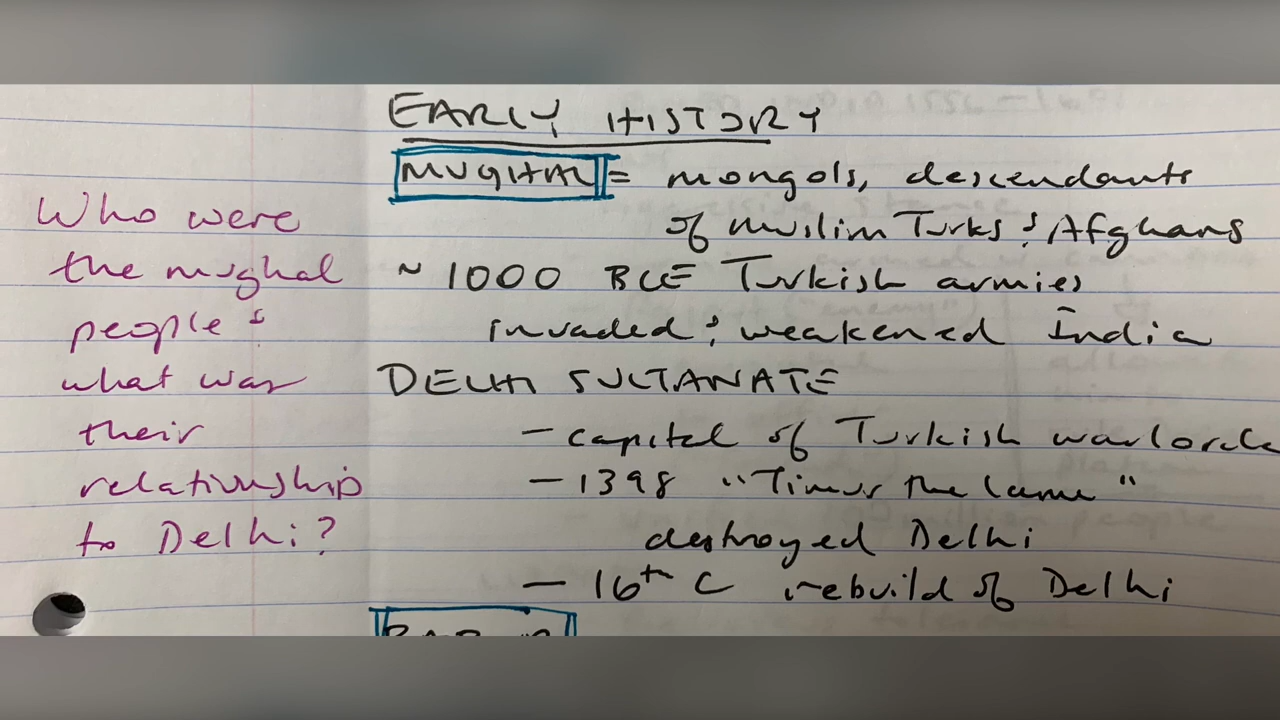 EARLY HISTORY
MUGHAL = mongols, descendants
of muslim Turks & Afghans
~ 1000 BCE Turkish armies
invaded & weakened India
DELHI SULTANATE
- capital of Turkish warlords
- 1398 "Timur the lame"
destroyed Delhi
- 16th C rebuild of Delhi
Who were
the mughal
people &
what was
their
relationship
to Delhi?